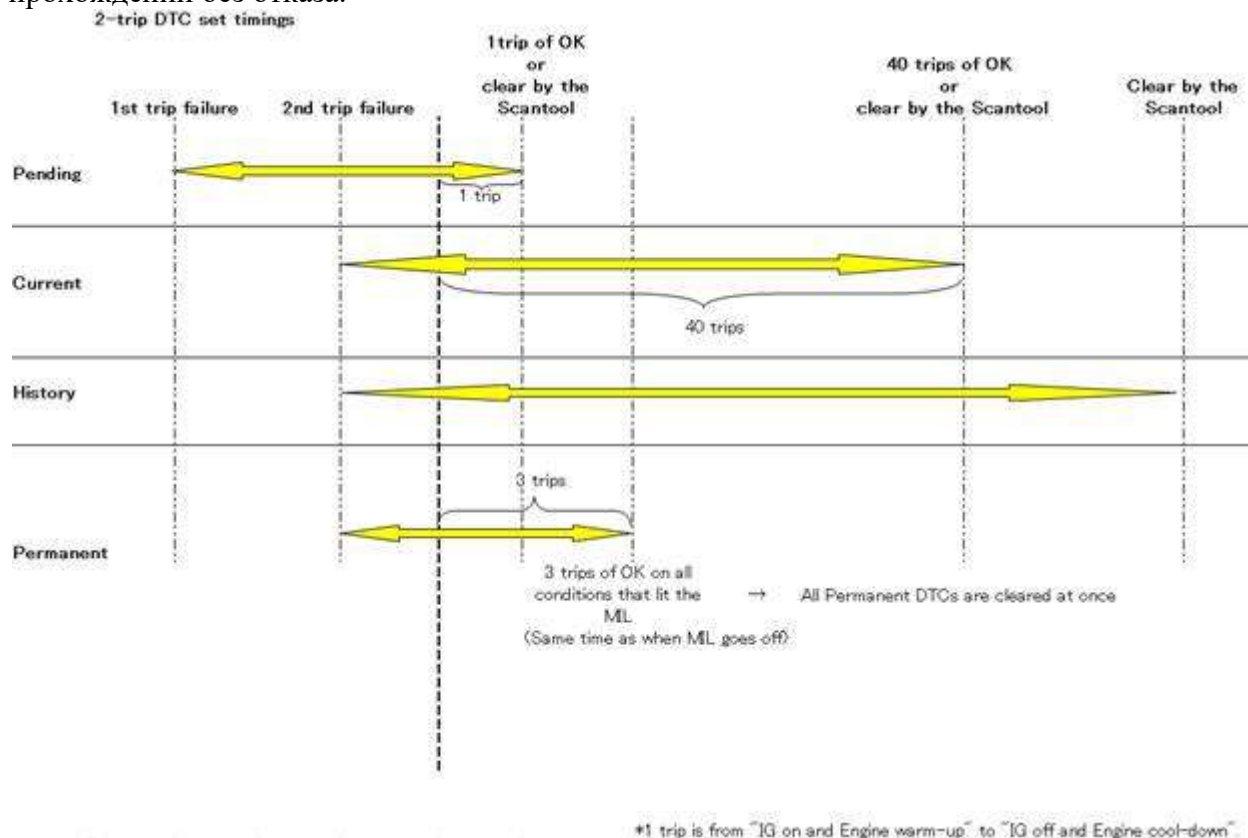 прохождений без отказа.
2-trip DTC set timings
1trip of OK
or
clear by the
Scantool
40 trips of OK
or
clear by the Scantool
Clear by the
Scantool
1st trip failure
2nd trip failure
Pending
1 trip
Current
40 trips
History
3 trips
Permanent
3 trips of OK on all
conditions that lit the
MIL
(Same time as when MIL goes off)
→ All Permanent DTCs are cleared at once
*1 trip is from "IG on and Engine warm-up" to "IG off and Engine cool-down"